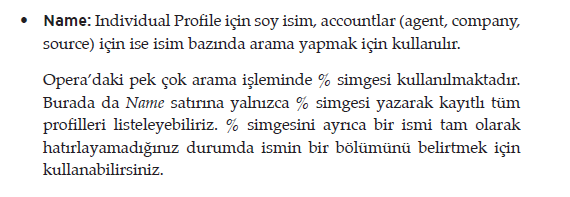 • Name: Individual Profile için soy isim, accountlar (agent, company,
source) için ise isim bazında arama yapmak için kullanılır.
Opera’daki pek çok arama işleminde % simgesi kullanılmaktadır.
Burada da Name satırına yalnızca % simgesi yazarak kayıtlı tüm
profilleri listeleyebiliriz. % simgesini ayrıca bir ismi tam olarak
hatırlayamadığınız durumda ismin bir bölümünü belirtmek için
kullanabilirsiniz.